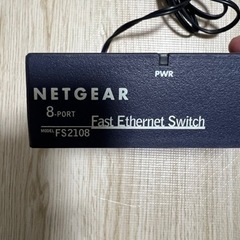 PWR
NETGEAR
8-PORT Fast Ethernet Switch
MODEL FS2108